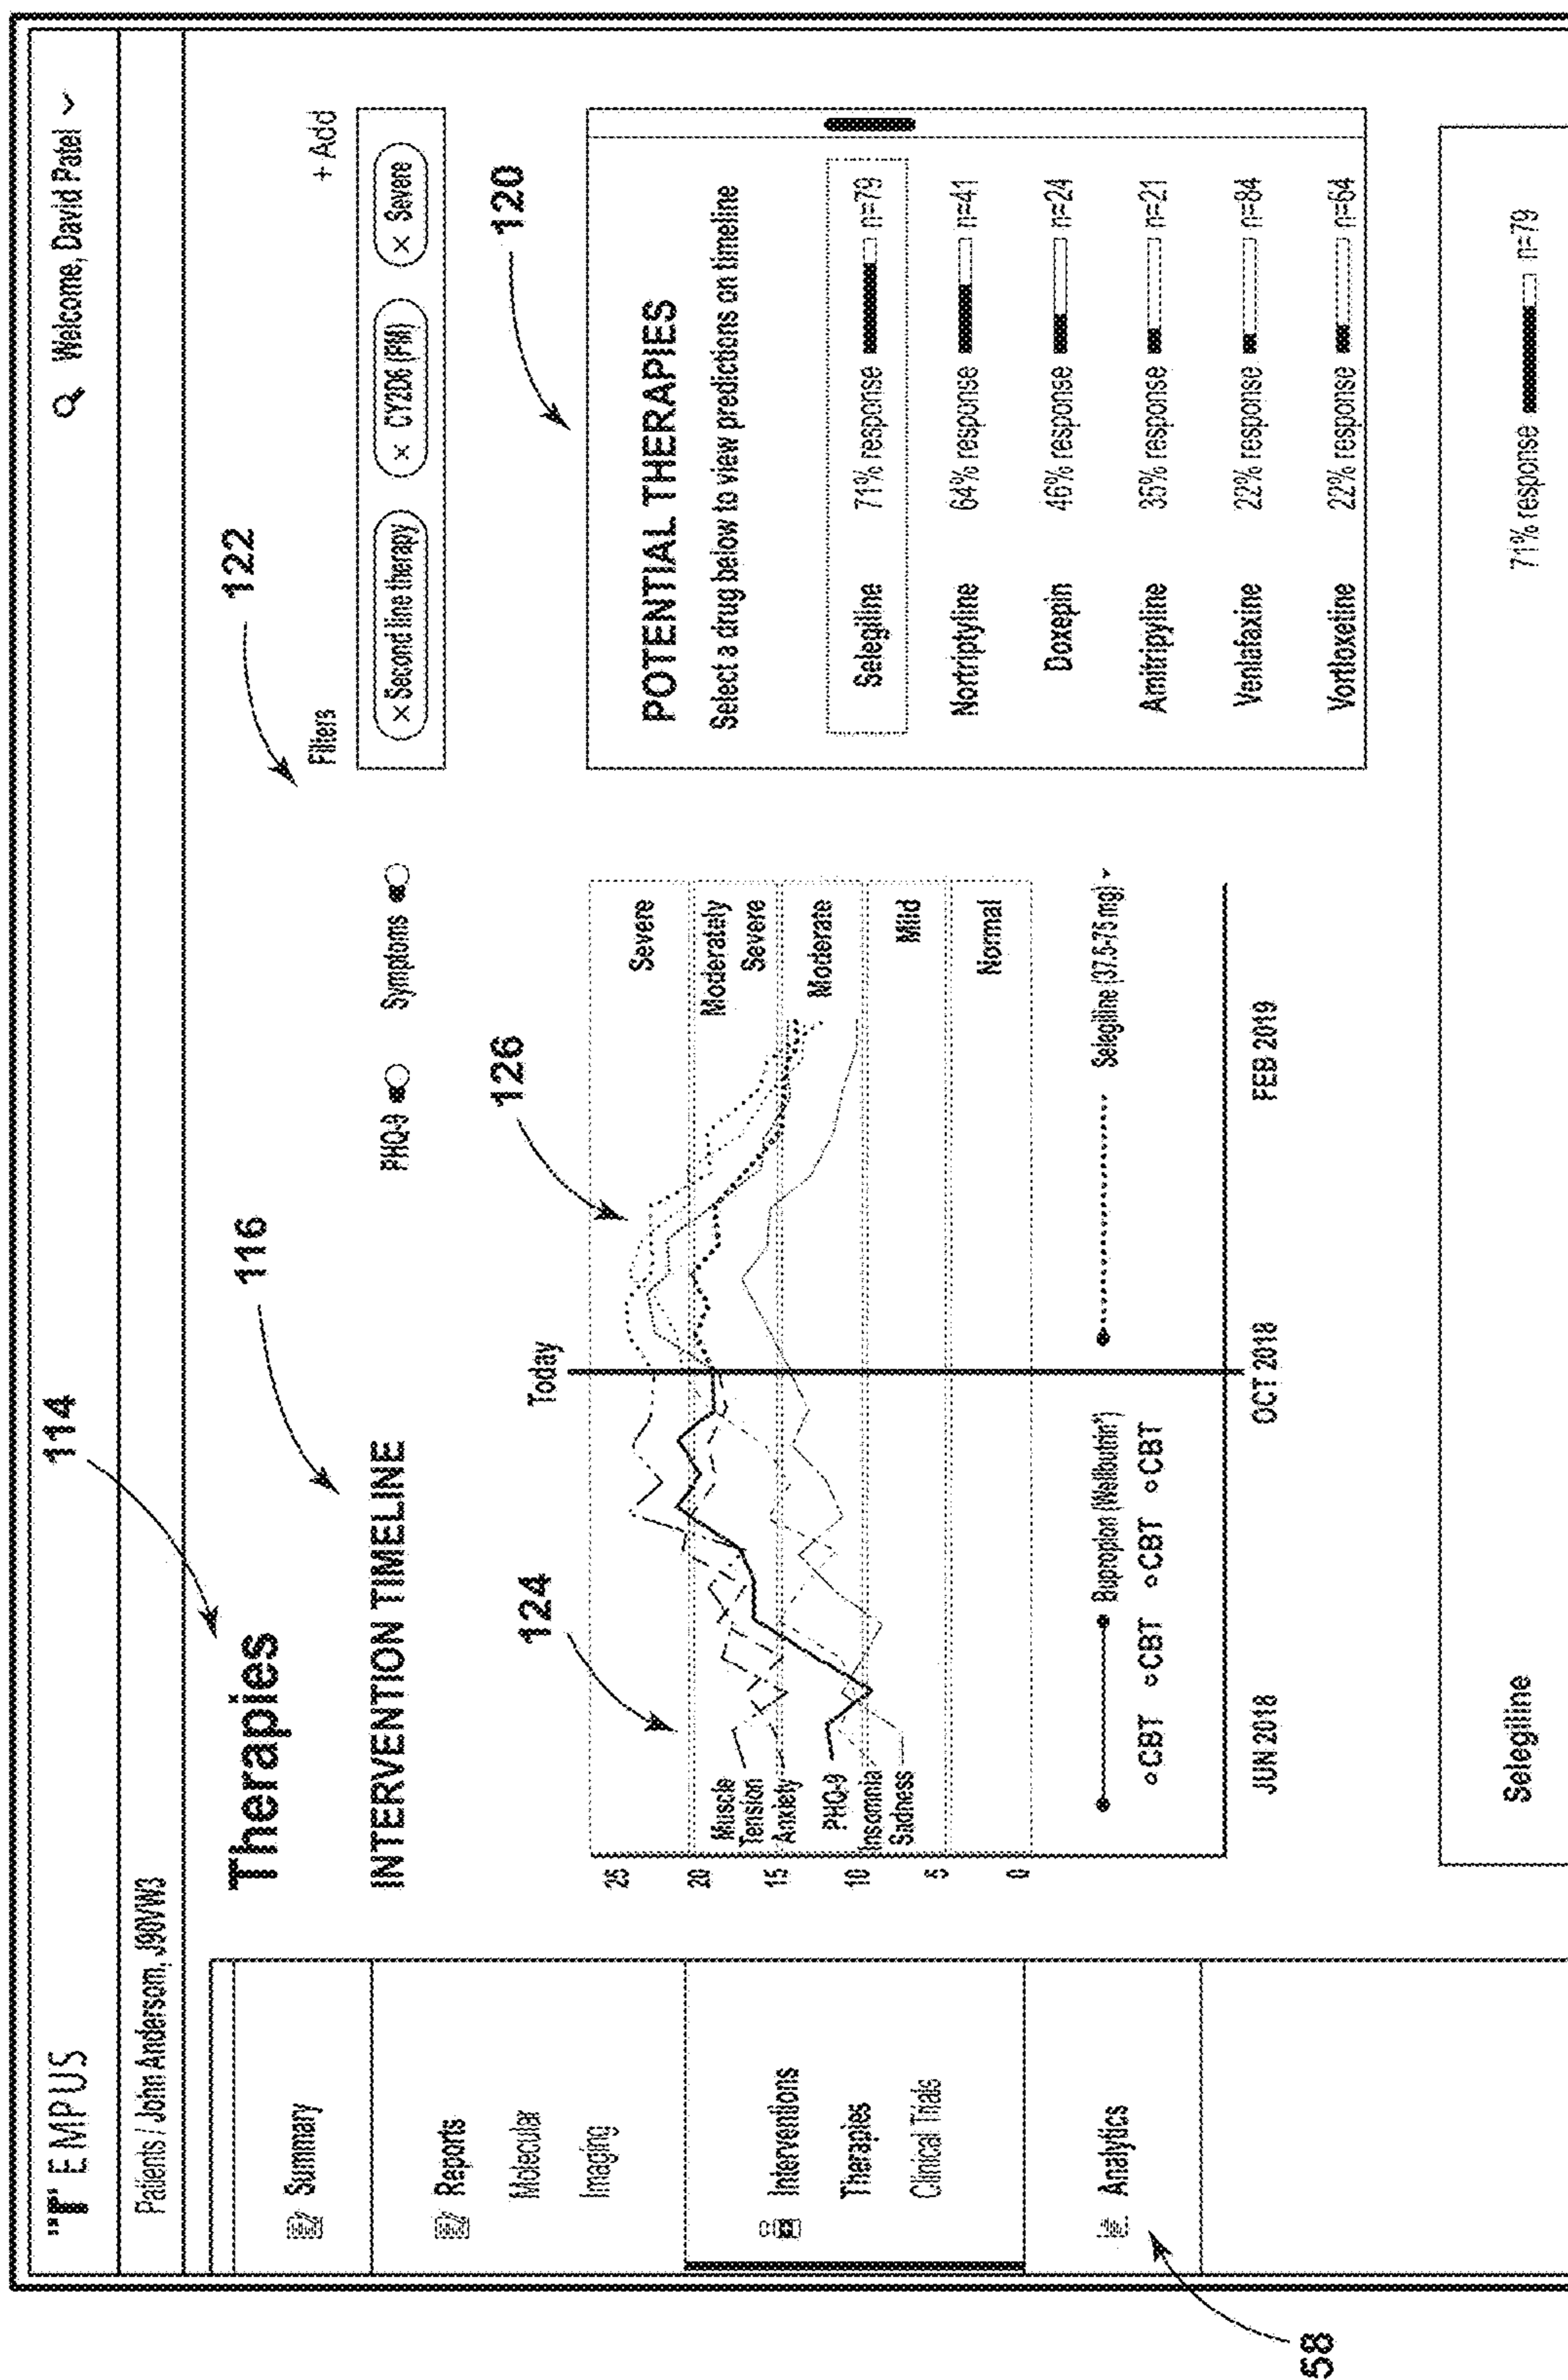 TEMPUS
Welcome, David Patel
Patients / John Anderson, J90VW3
114
Therapies
116
122
INTERVENTION TIMELINE
PHQ-9
Symptoms
Filters
+ Add
× Second line therapy
× CY2D6 (PM)
× Severe
Summary
Reports
Molecular
Imaging
Interventions
Therapies
Clinical Trials
Analytics
58
124
Today
126
120
25
20
15
10
5
0
Muscle
Tension
Anxiety
PHQ-9
Insomnia
Sadness
Severe
Moderately
Severe
Moderate
Mild
Normal
Bupropion (Wellbutrin*)
Selegiline (37.5-75 mg)
CBT CBT CBT CBT
JUN 2018
OCT 2018
FEB 2019
POTENTIAL THERAPIES
Select a drug below to view predictions on timeline
Selegiline 71% response n=79
Nortriptyline 64% response n=41
Doxepin 46% response n=24
Amitripyline 36% response n=21
Venlafaxine 22% response n=84
Vortioxetine 22% response n=64
Selegiline 71% response n=79